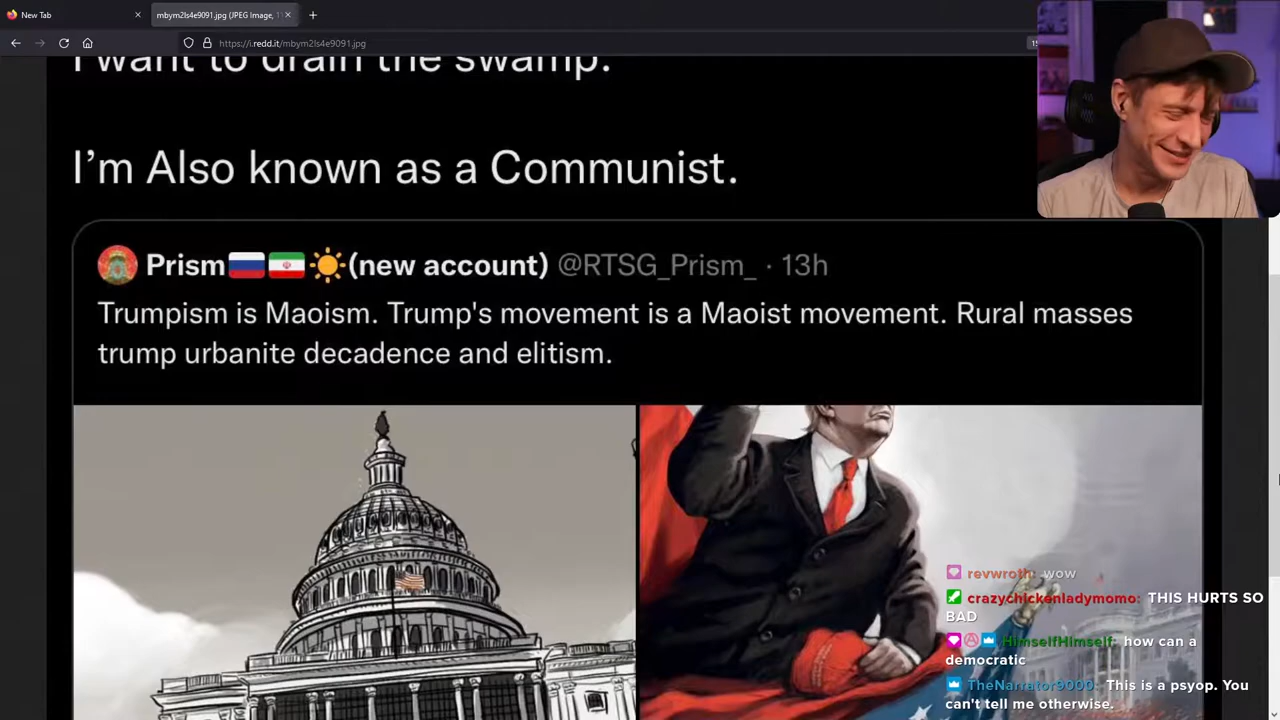 New Tab
mbym2ls4e9091.jpg (JPEG Image, 11
https://i.redd.it/mbym2ls4e9091.jpg
I want to drain the swamp.
I'm Also known as a Communist.
Prism (new account) @RTSG_Prism_ · 13h
Trumpism is Maoism. Trump's movement is a Maoist movement. Rural masses
trump urbanite decadence and elitism.
revwroth: wow
crazychickenladymomo: THIS HURTS SO
BAD
HimselfHimself: how can a
democratic
TheNarrator9000: This is a psyop. You
can't tell me otherwise.